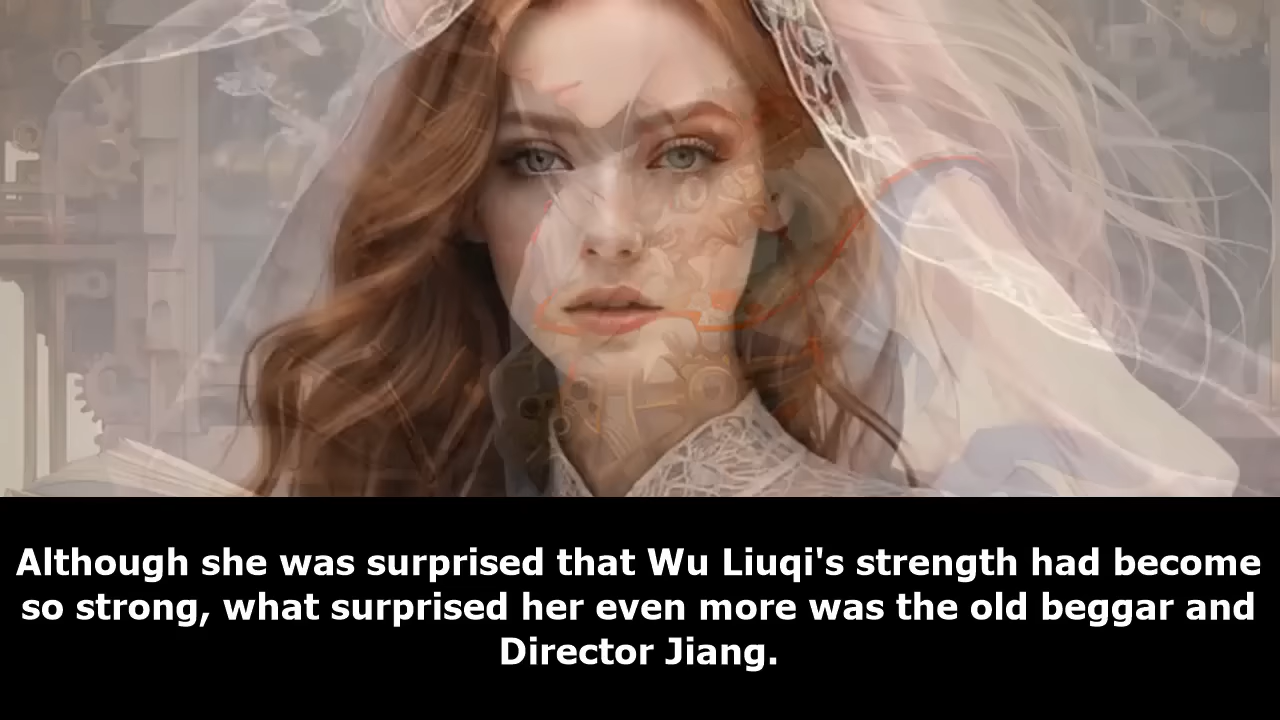 Although she was surprised that Wu Liuqi's strength had become
so strong, what surprised her even more was the old beggar and
Director Jiang.